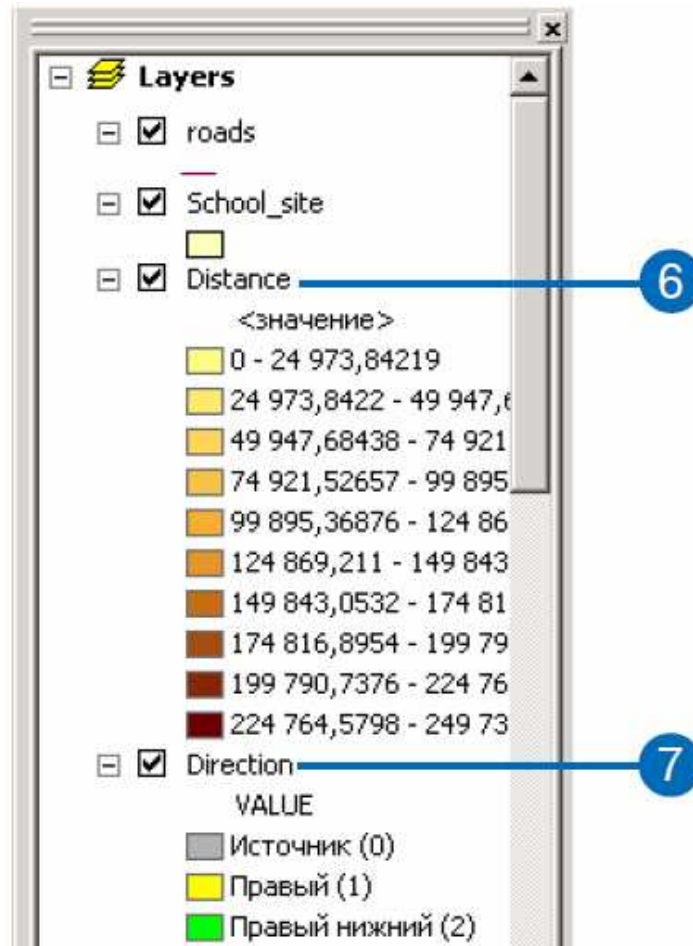 Layers
roads
School_site
Distance
6
<значение>
0 - 24 973,84219
24 973,8422 - 49 947,6
49 947,68438 - 74 921
74 921,52657 - 99 895
99 895,36876 - 124 86
124 869,211 - 149 843
149 843,0532 - 174 81
174 816,8954 - 199 79
199 790,7376 - 224 76
224 764,5798 - 249 73
Direction
7
VALUE
Источник (0)
Правый (1)
Правый нижний (2)